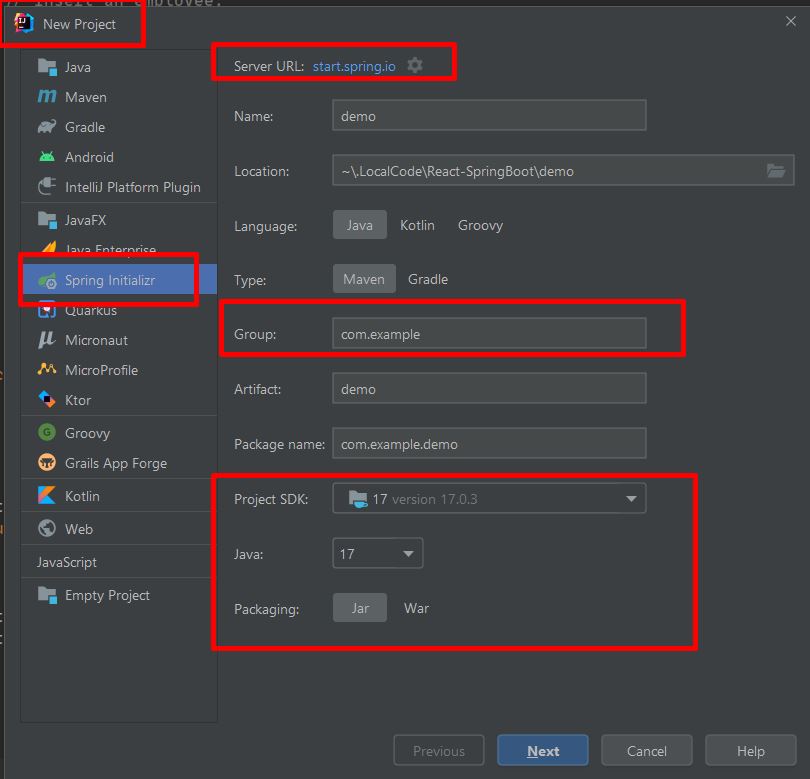 // Insert an employee.
New Project
Java
Maven
Gradle
Android
IntelliJ Platform Plugin
JavaFX
Java Enterprise
Spring Initializr
Quarkus
Micronaut
MicroProfile
Ktor
Groovy
Grails App Forge
Kotlin
Web
JavaScript
Empty Project
Server URL: start.spring.io
Name: demo
Location: ~\.LocalCode\React-SpringBoot\demo
Language: Java Kotlin Groovy
Type: Maven Gradle
Group: com.example
Artifact: demo
Package name: com.example.demo
Project SDK: 17 version 17.0.3
Java: 17
Packaging: Jar War
Previous Next Cancel Help